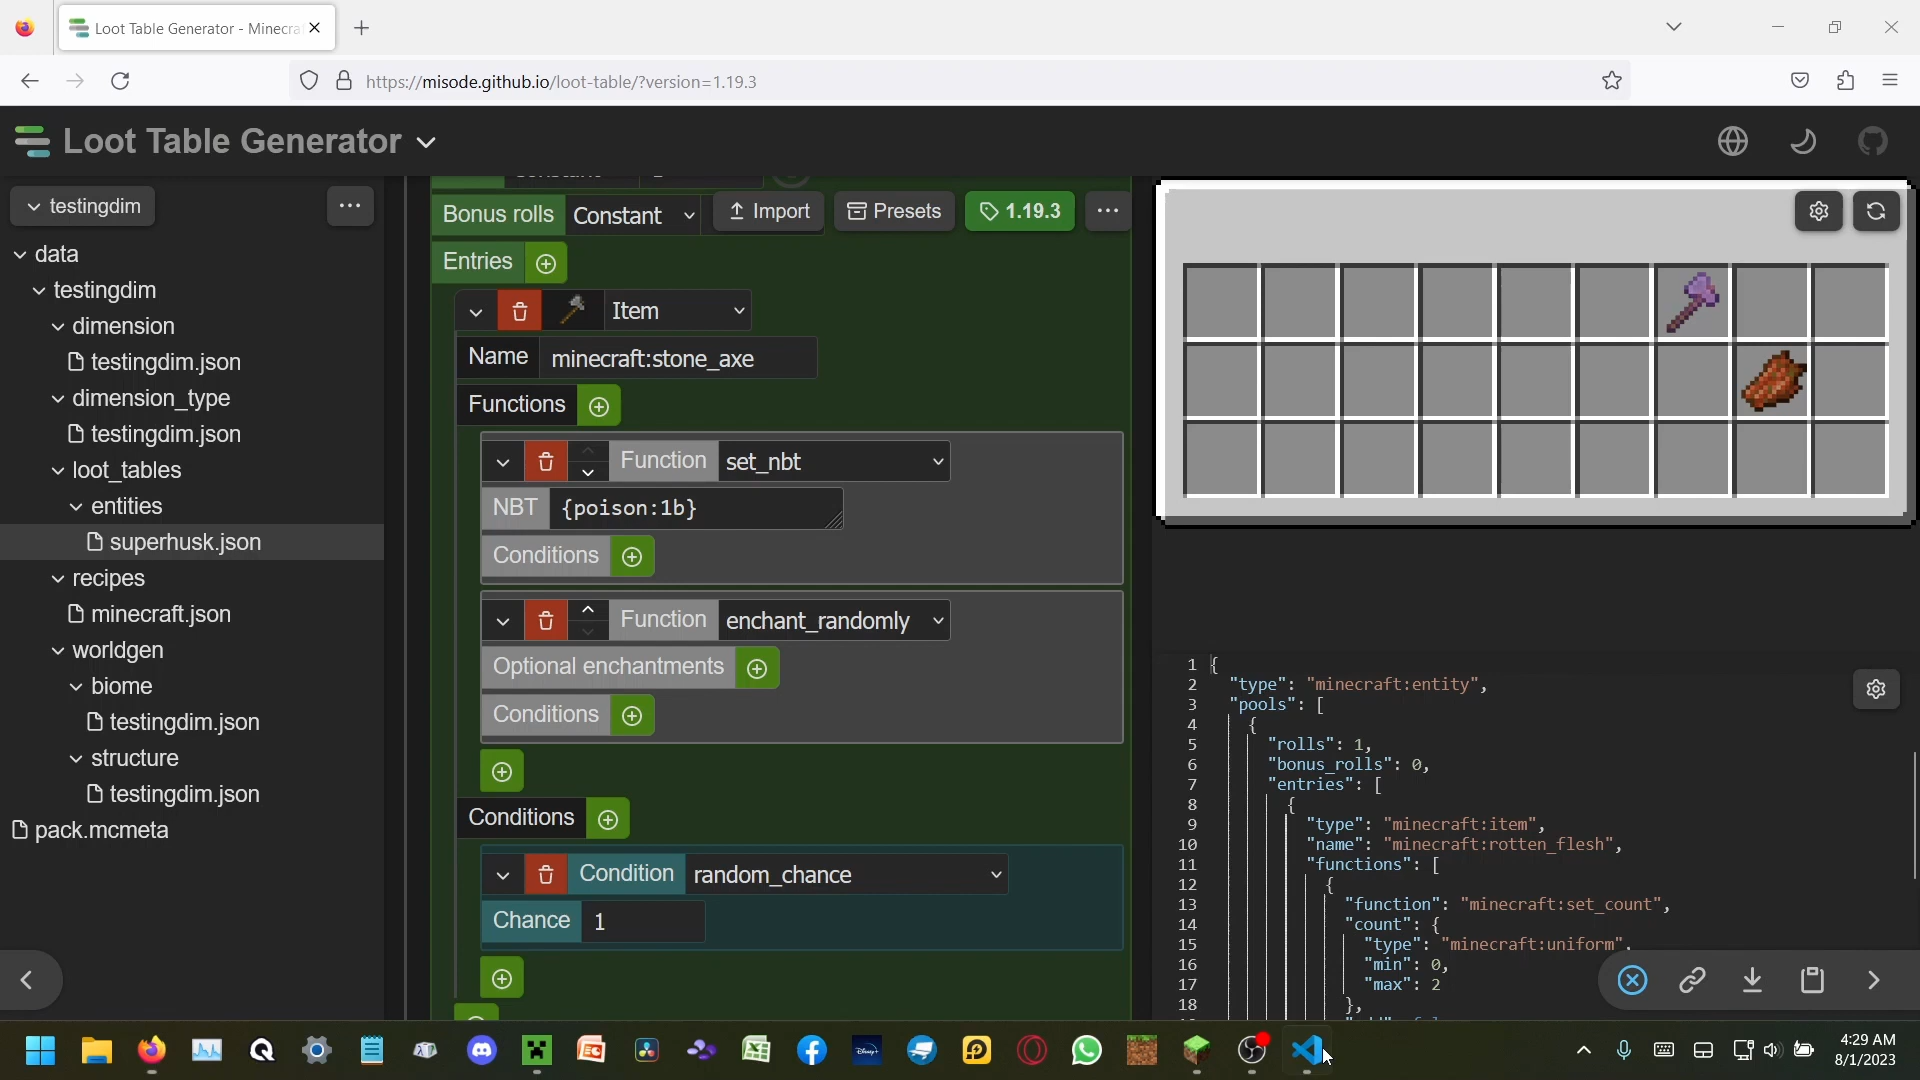 Loot Table Generator - Minecra
https://misode.github.io/loot-table/?version=1.19.3
Loot Table Generator
testingdim
data
testingdim
dimension
testingdim.json
dimension_type
testingdim.json
loot_tables
entities
superhusk.json
recipes
minecraft.json
worldgen
biome
testingdim.json
structure
testingdim.json
pack.mcmeta
Bonus rolls Constant
Import Presets 1.19.3
Entries
Item
Name minecraft:stone_axe
Functions
Function set_nbt
NBT {poison:1b}
Conditions
Function enchant_randomly
Optional enchantments
Conditions
Conditions
Condition random_chance
Chance 1
1 {
2 "type": "minecraft:entity",
3 "pools": [
4 {
5 "rolls": 1,
6 "bonus_rolls": 0,
7 "entries": [
8 {
9 "type": "minecraft:item",
10 "name": "minecraft:rotten_flesh",
11 "functions": [
12 {
13 "function": "minecraft:set_count",
14 "count": {
15 "type": "minecraft:uniform",
16 "min": 0,
17 "max": 2
18 },
4:29 AM
8/1/2023